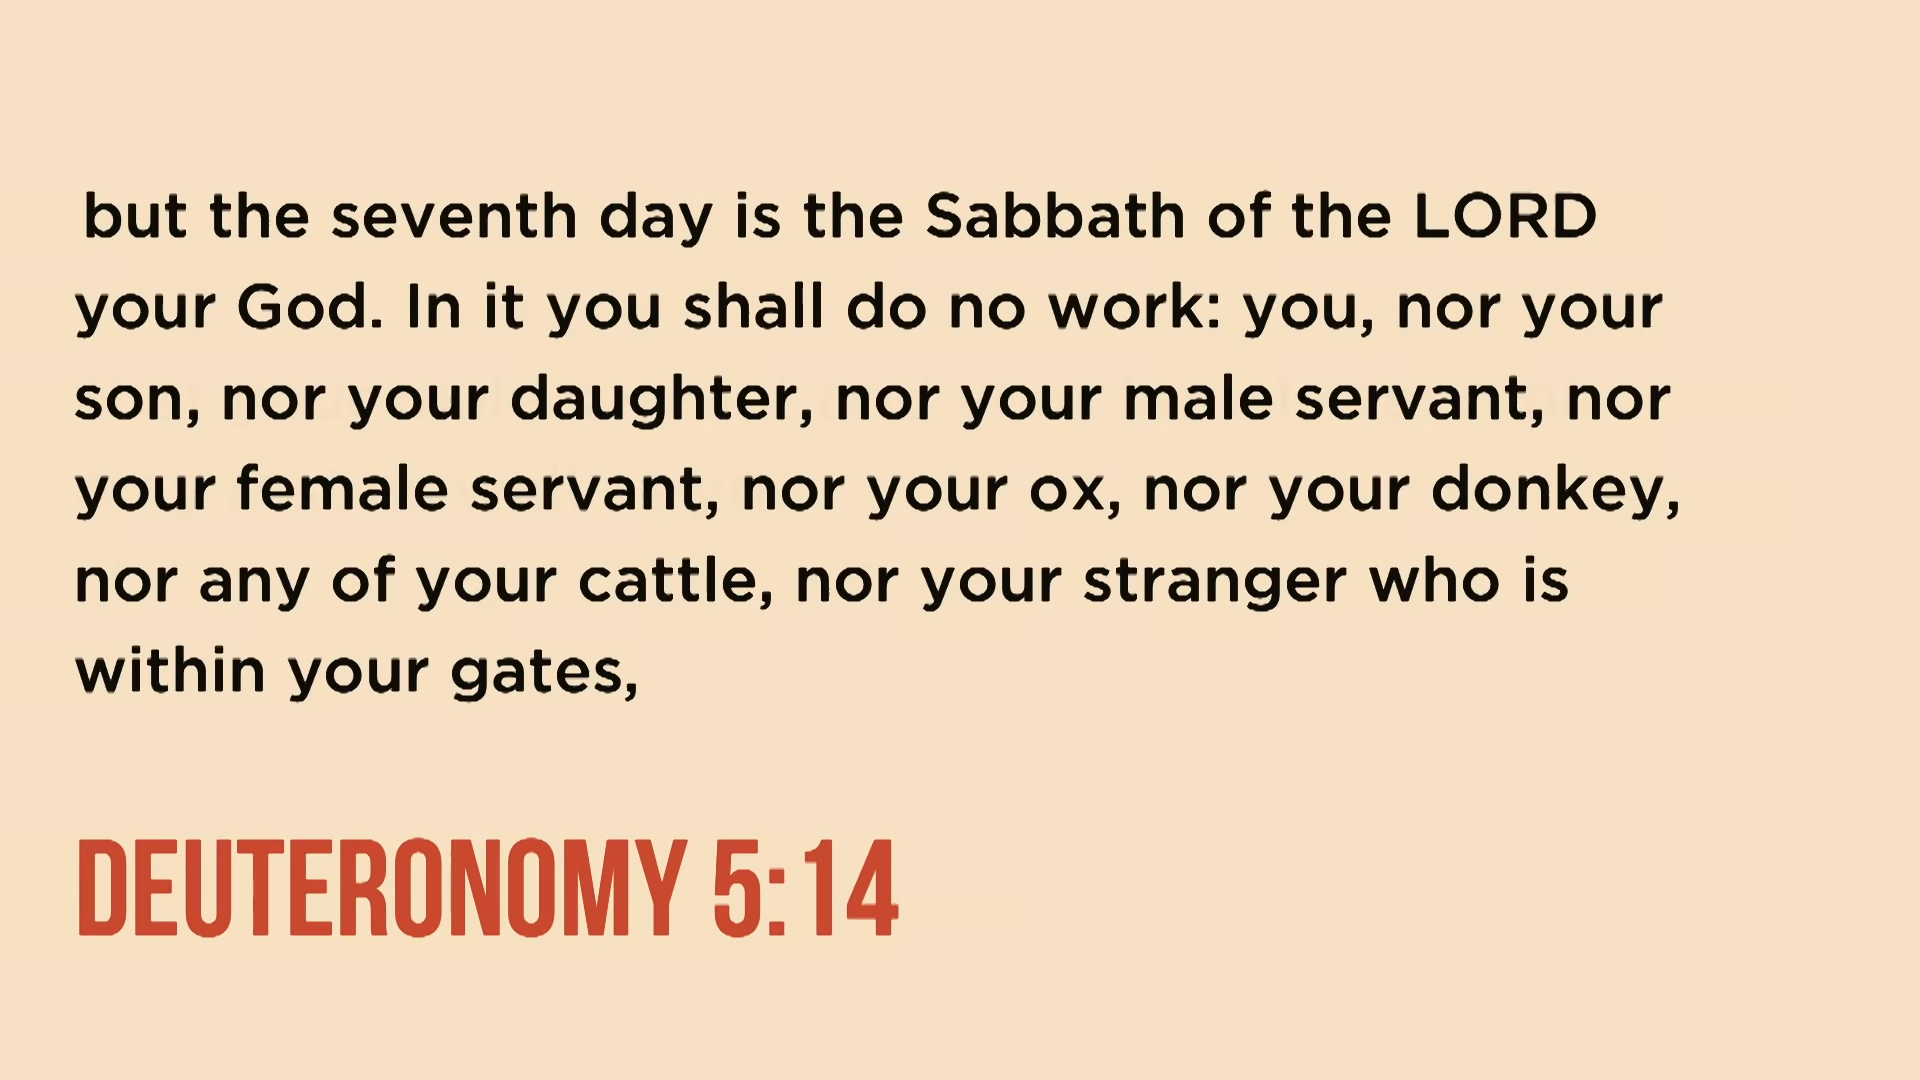 but the seventh day is the Sabbath of the LORD
your God. In it you shall do no work: you, nor your
son, nor your daughter, nor your male servant, nor
your female servant, nor your ox, nor your donkey,
nor any of your cattle, nor your stranger who is
within your gates,
DEUTERONOMY 5:14